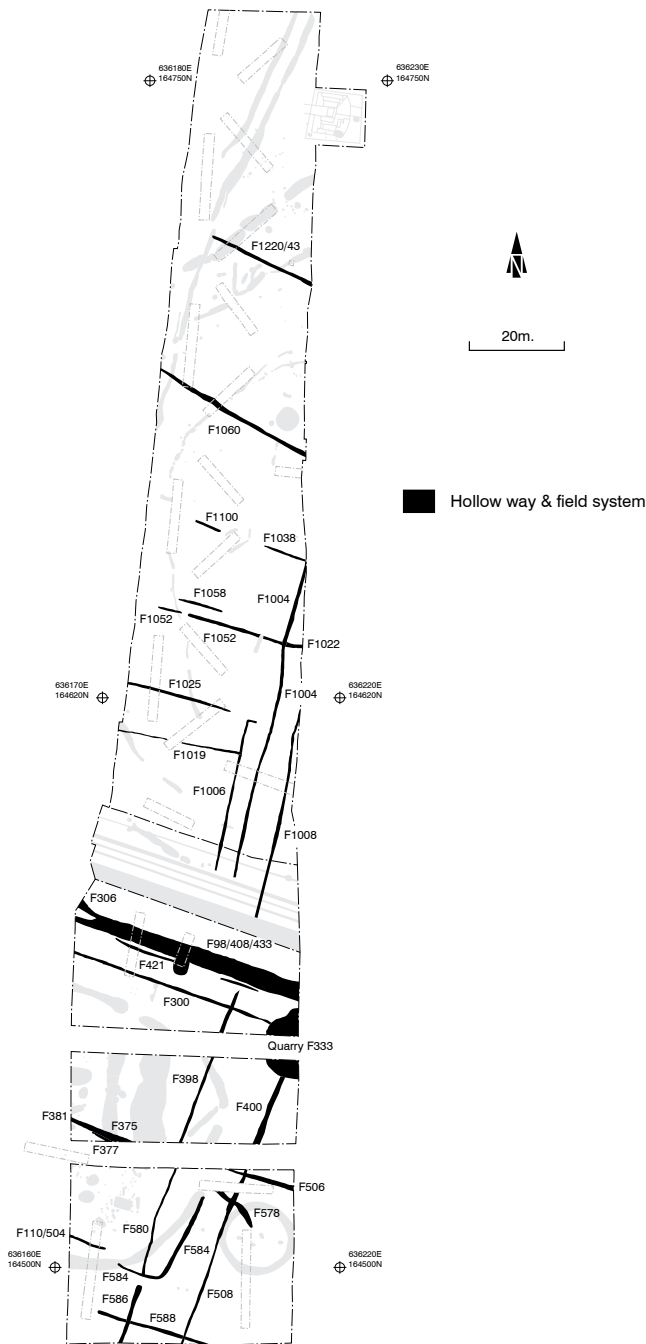 636180E
164750N
636230E
164750N
F1220/43
N
20m.
F1060
Hollow way & field system
F1100
F1038
F1058
F1004
F1052
F1052
F1022
F1025
636170E
164620N
F1004
636220E
164620N
F1019
F1006
F1008
F306
F98/408/433
F421
F300
Quarry F333
F398
F400
F381
F375
F377
F506
F578
F580
F110/504
F584
636160E
164500N
636220E
164500N
F584
F586
F508
F588